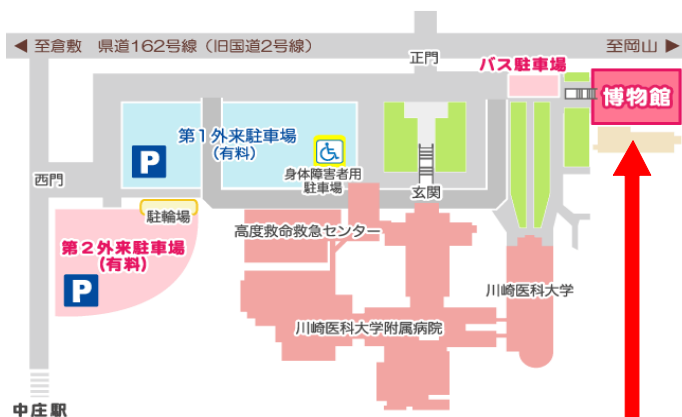 ◀ 至倉敷 県道162号線（旧国道2号線）
至岡山 ▶
正門
バス駐車場
博物館
第１外来駐車場
（有料）
P
身体障害者用
駐車場
玄関
西門
駐輪場
第２外来駐車場
（有料）
P
高度救命救急センター
川崎医科大学
川崎医科大学附属病院
中庄駅